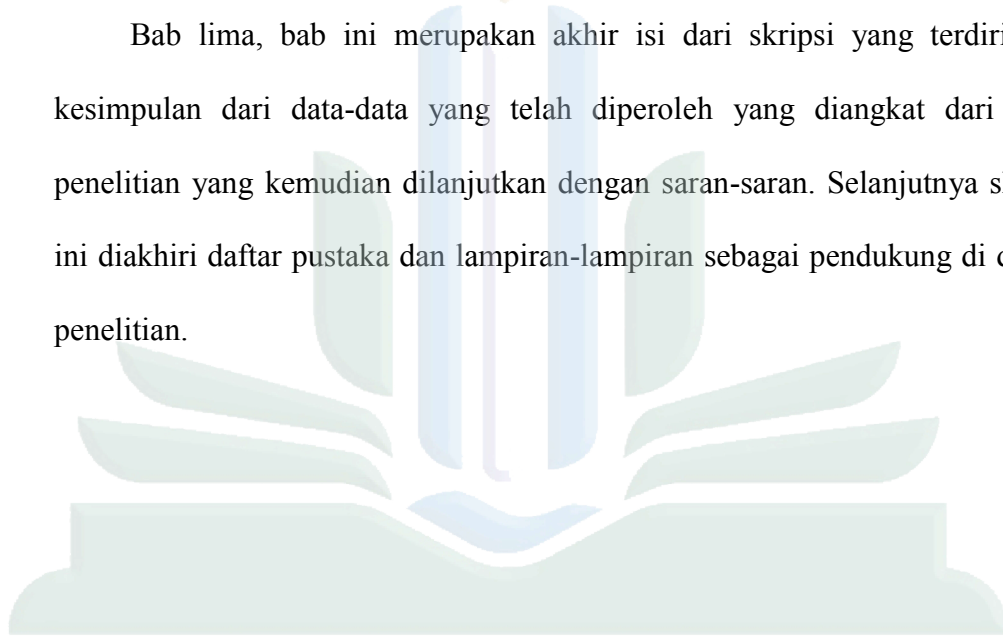 Bab lima, bab ini merupakan akhir isi dari skripsi yang terdiri
kesimpulan dari data-data yang telah diperoleh yang diangkat dari
penelitian yang kemudian dilanjutkan dengan saran-saran. Selanjutnya
ini diakhiri daftar pustaka dan lampiran-lampiran sebagai pendukung di
penelitian.